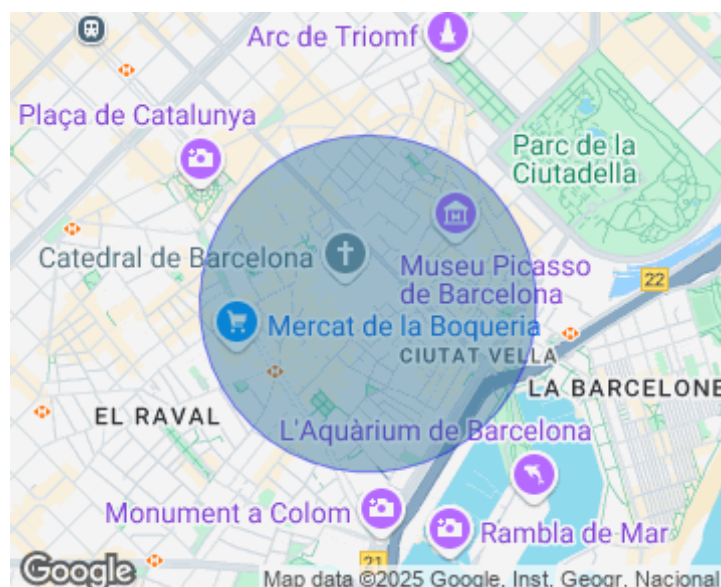 Arc de Triomf
Plaça de Catalunya
Parc de la
Ciutadella
Catedral de Barcelona
Museu Picasso
de Barcelona
22
Mercat de la Boqueria
CIUTAT VELLA
LA BARCELONE
EL RAVAL
L'Aquàrium de Barcelona
Monument a Colom
Rambla de Mar
21
Google
Map data ©2025 Google, Inst. Geogr. Nacional